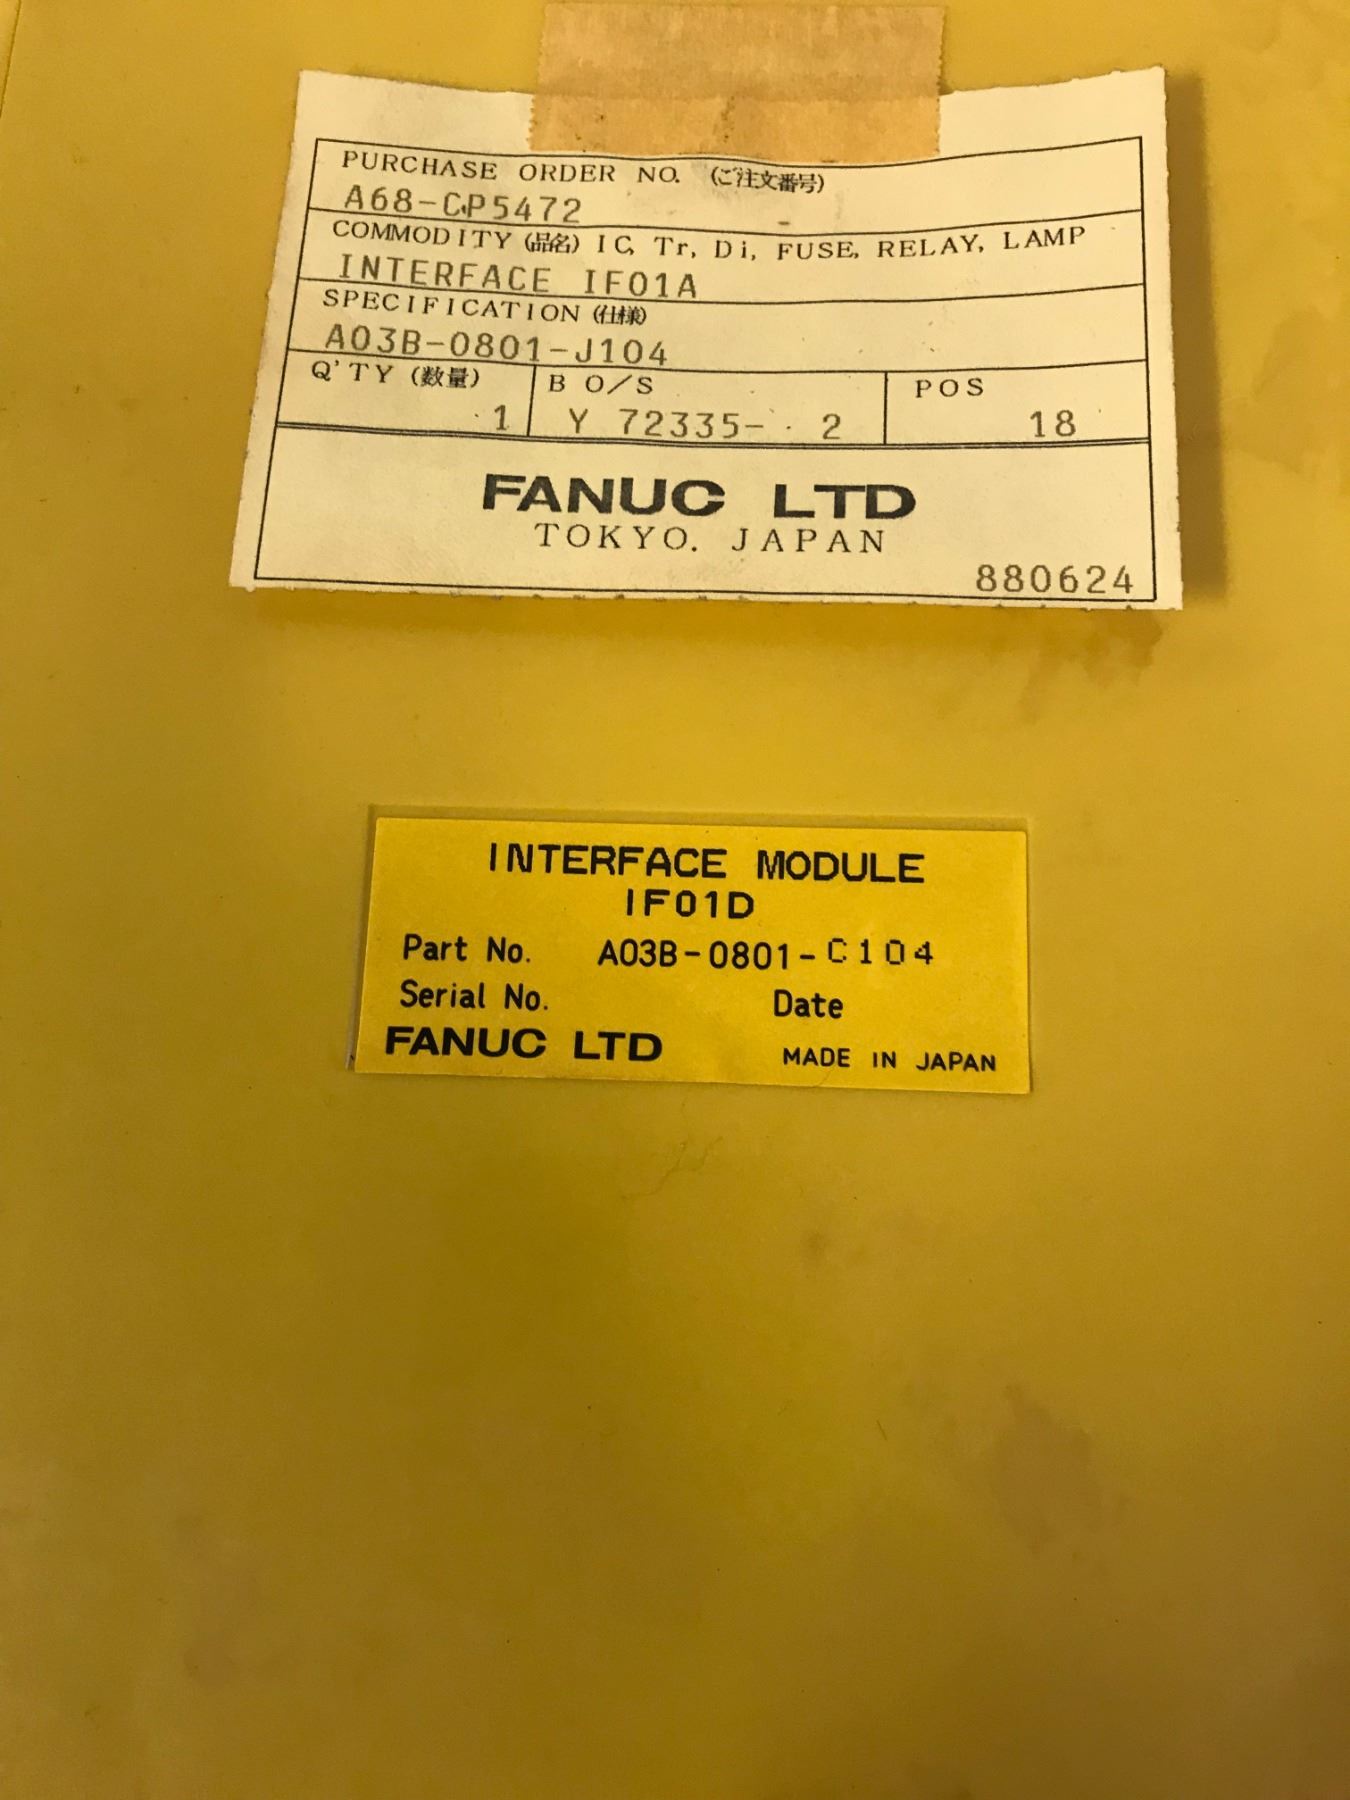 PURCHASE ORDER NO. (ご注文番号)
A68-CP5472
COMMODITY (品名) IC, Tr, Di, FUSE, RELAY, LAMP
INTERFACE IF01A
SPECIFICATION (仕様)
A03B-0801-J104
Q'TY (数量) B O/S POS
1 Y 72335- 2 18
FANUC LTD
TOKYO. JAPAN
880624
INTERFACE MODULE
IF01D
Part No. A03B-0801-C104
Serial No. Date
FANUC LTD MADE IN JAPAN